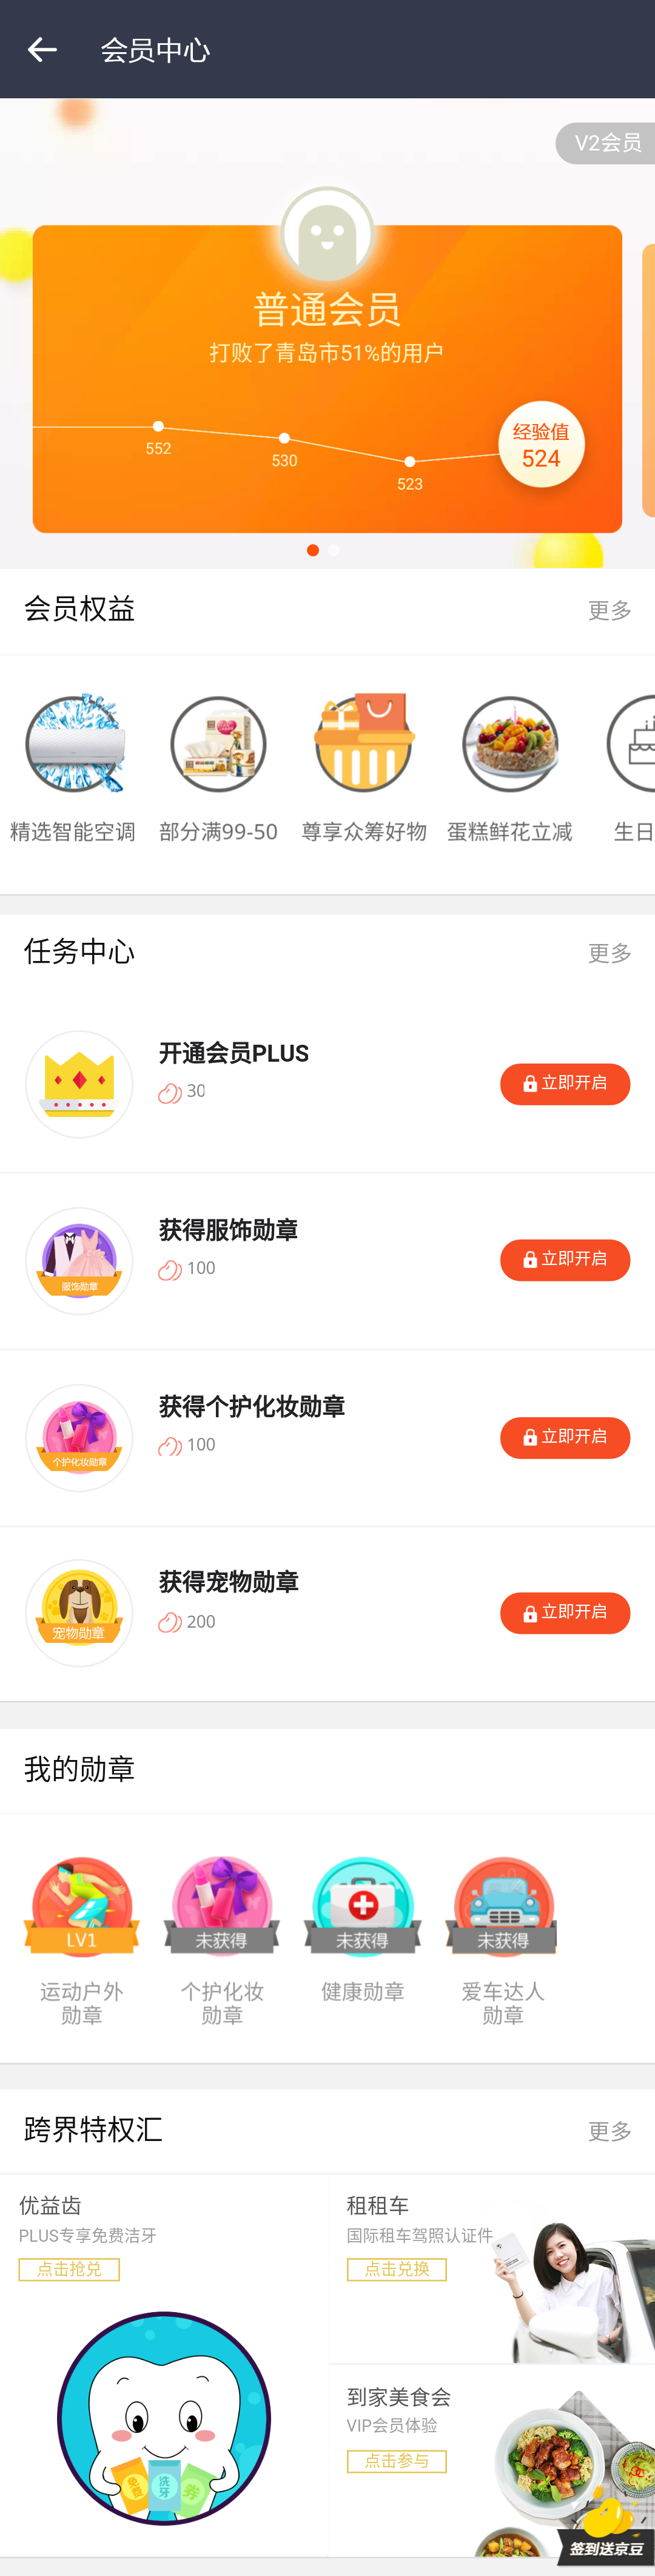 会员中心
V2会员
普通会员
打败了青岛市51%的用户
552
530
523
经验值
524
会员权益
更多
精选智能空调
部分满99-50
尊享众筹好物
蛋糕鲜花立减
生日
任务中心
更多
开通会员PLUS
30
立即开启
获得服饰勋章
100
立即开启
服饰勋章
获得个护化妆勋章
100
立即开启
个护化妆勋章
获得宠物勋章
200
立即开启
宠物勋章
我的勋章
LV1
未获得
未获得
未获得
运动户外
勋章
个护化妆
勋章
健康勋章
爱车达人
勋章
跨界特权汇
更多
优益齿
PLUS专享免费洁牙
点击抢兑
免费
洗牙
券
租租车
国际租车驾照认证件
点击兑换
到家美食会
VIP会员体验
点击参与
签到送京豆